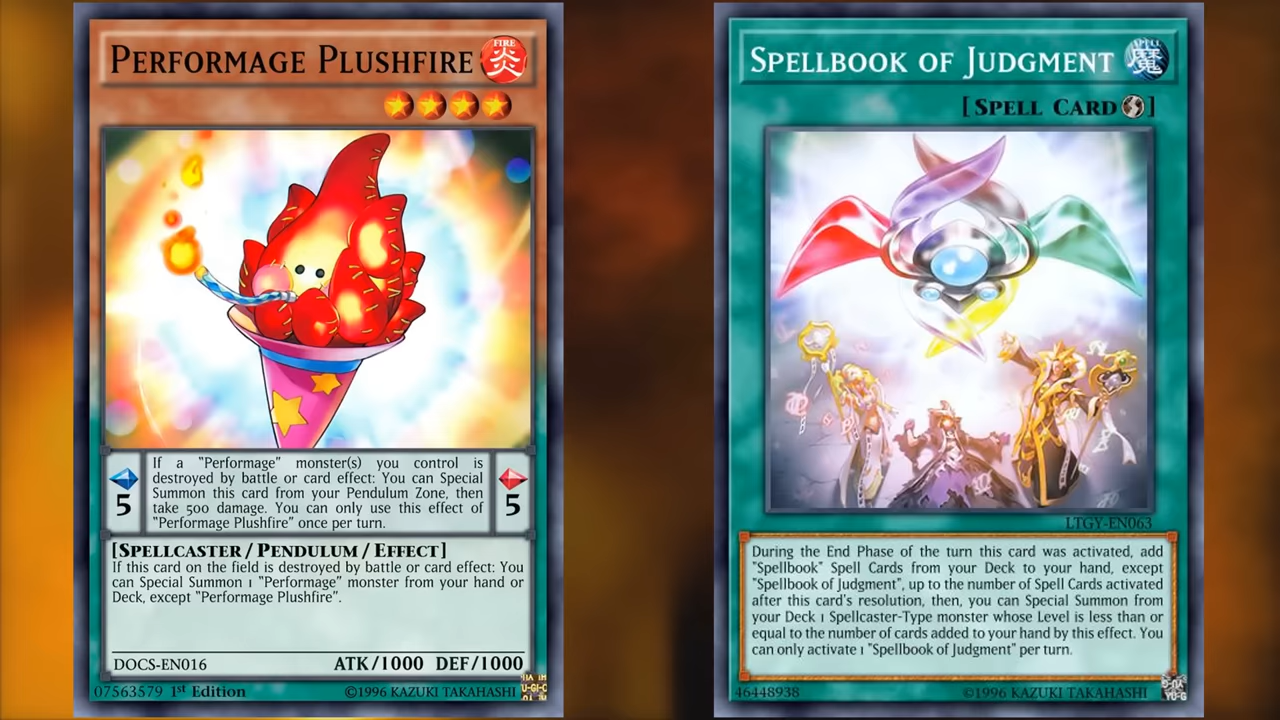 PERFORMAGE PLUSHFIRE
FIRE
炎
If a "Performage" monster(s) you control is
destroyed by battle or card effect: You can Special
Summon this card from your Pendulum Zone, then
take 500 damage. You can only use this effect of
"Performage Plushfire" once per turn.
5
5
[SPELLCASTER / PENDULUM / EFFECT]
If this card on the field is destroyed by battle or card effect: You
can Special Summon 1 "Performage" monster from your hand or
Deck, except "Performage Plushfire".
DOCS-EN016
ATK/1000 DEF/1000
07563579 1st Edition
©1996 KAZUKI TAKAHASHI
SPELLBOOK OF JUDGMENT
魔
[SPELL CARD]
LTGY-EN063
During the End Phase of the turn this card was activated, add
"Spellbook" Spell Cards from your Deck to your hand, except
"Spellbook of Judgment", up to the number of Spell Cards activated
after this card's resolution, then, you can Special Summon from
your Deck 1 Spellcaster-Type monster whose Level is less than or
equal to the number of cards added to your hand by this effect. You
can only activate 1 "Spellbook of Judgment" per turn.
46448938
©1996 KAZUKI TAKAHASHI